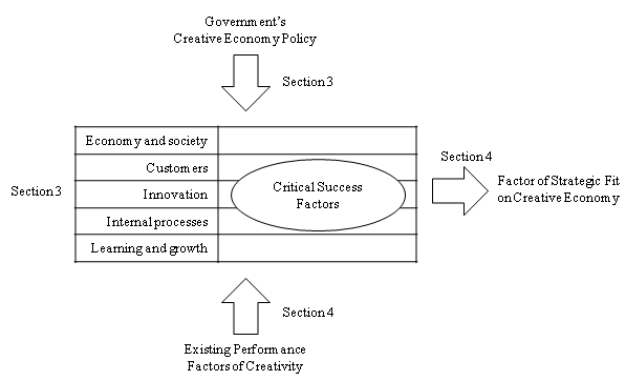 Government's
Creative Economy Policy
Section 3
Economy and society
Customers
Innovation
Internal processes
Learning and growth
Section 3
Critical Success
Factors
Section 4
Factor of Strategic Fit
on Creative Economy
Section 4
Existing Performance
Factors of Creativity